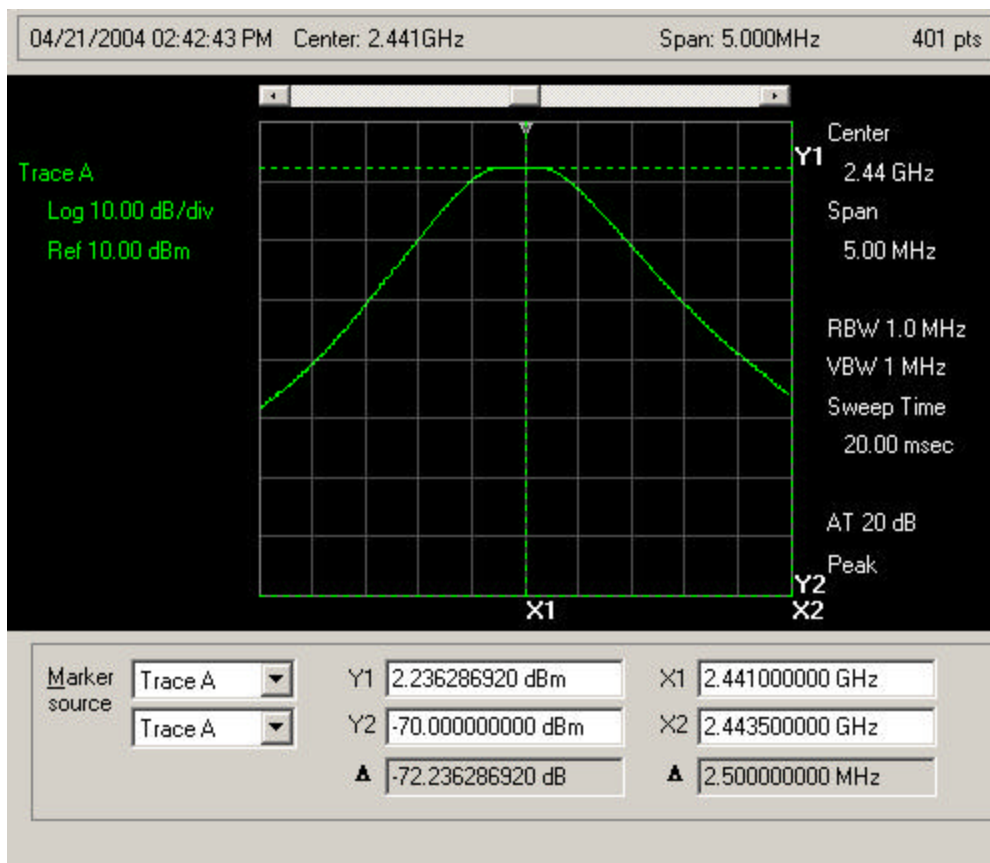 04/21/2004 02:42:43 PM Center: 2.441GHz Span: 5.000MHz 401 pts
Trace A
Log 10.00 dB/div
Ref 10.00 dBm
Y1
Center
2.44 GHz
Span
5.00 MHz
RBW 1.0 MHz
VBW 1 MHz
Sweep Time
20.00 msec
AT 20 dB
Peak
Y2
X1 X2
Marker source
Trace A
Trace A
Y1 2.236286920 dBm X1 2.441000000 GHz
Y2 -70.000000000 dBm X2 2.443500000 GHz
Δ -72.236286920 dB Δ 2.500000000 MHz